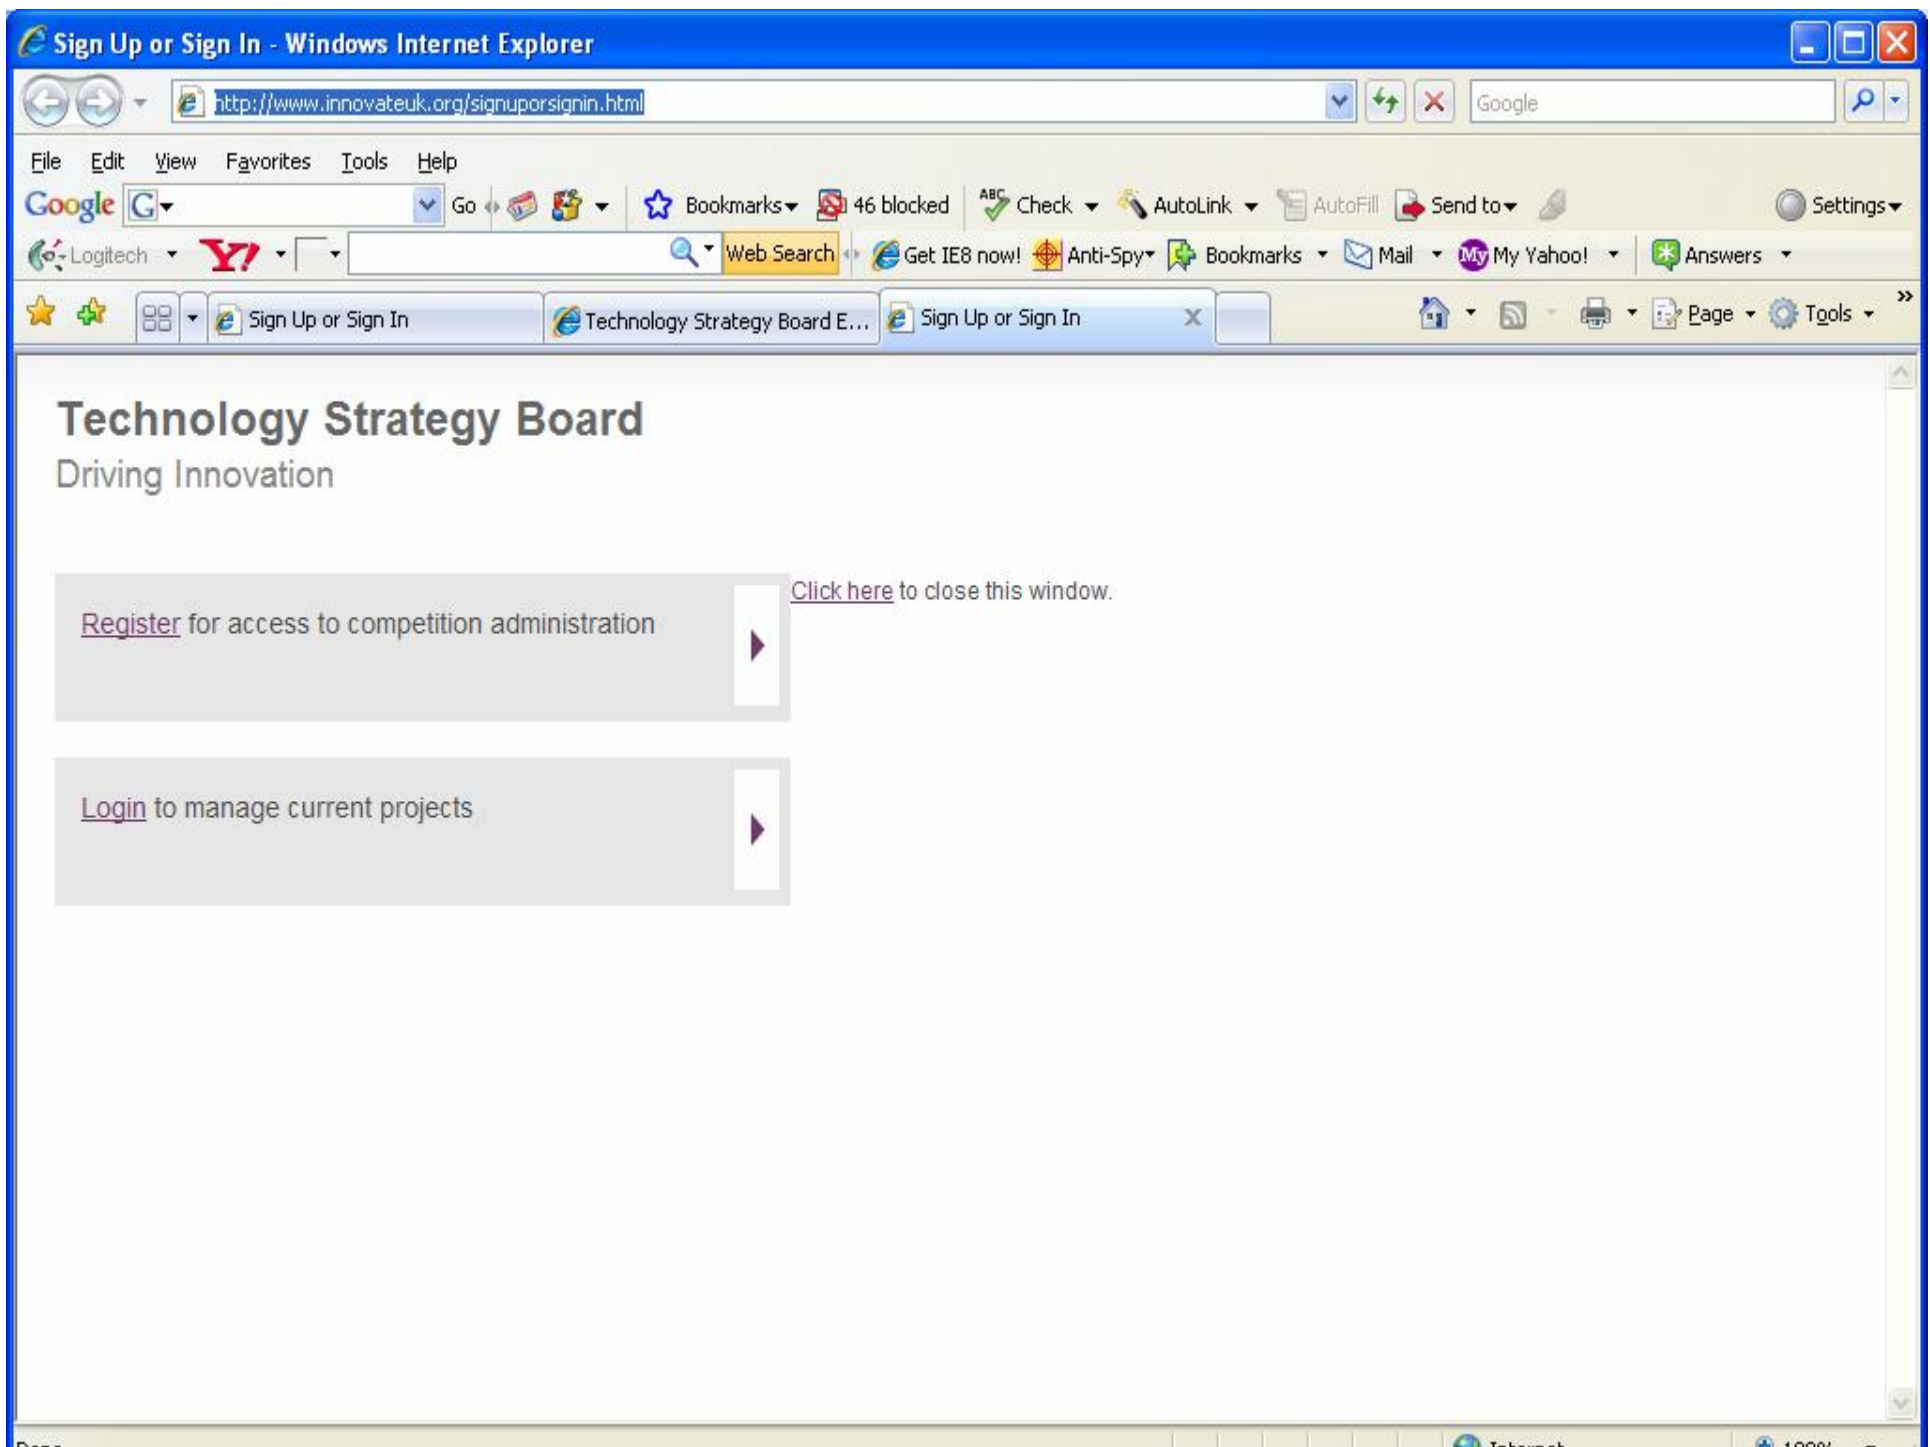 Sign Up or Sign In - Windows Internet Explorer
http://www.innovateuk.org/signuporsignin.html Google
File Edit View Favorites Tools Help
Google G Go Bookmarks 46 blocked ABC Check AutoLink AutoFill Send to Settings
Logitech Y! Web Search Get IE8 now! Anti-Spy Bookmarks Mail My My Yahoo! Answers
Sign Up or Sign In Technology Strategy Board E... Sign Up or Sign In Page Tools »
Technology Strategy Board
Driving Innovation
Click here to close this window.
Register for access to competition administration
Login to manage current projects